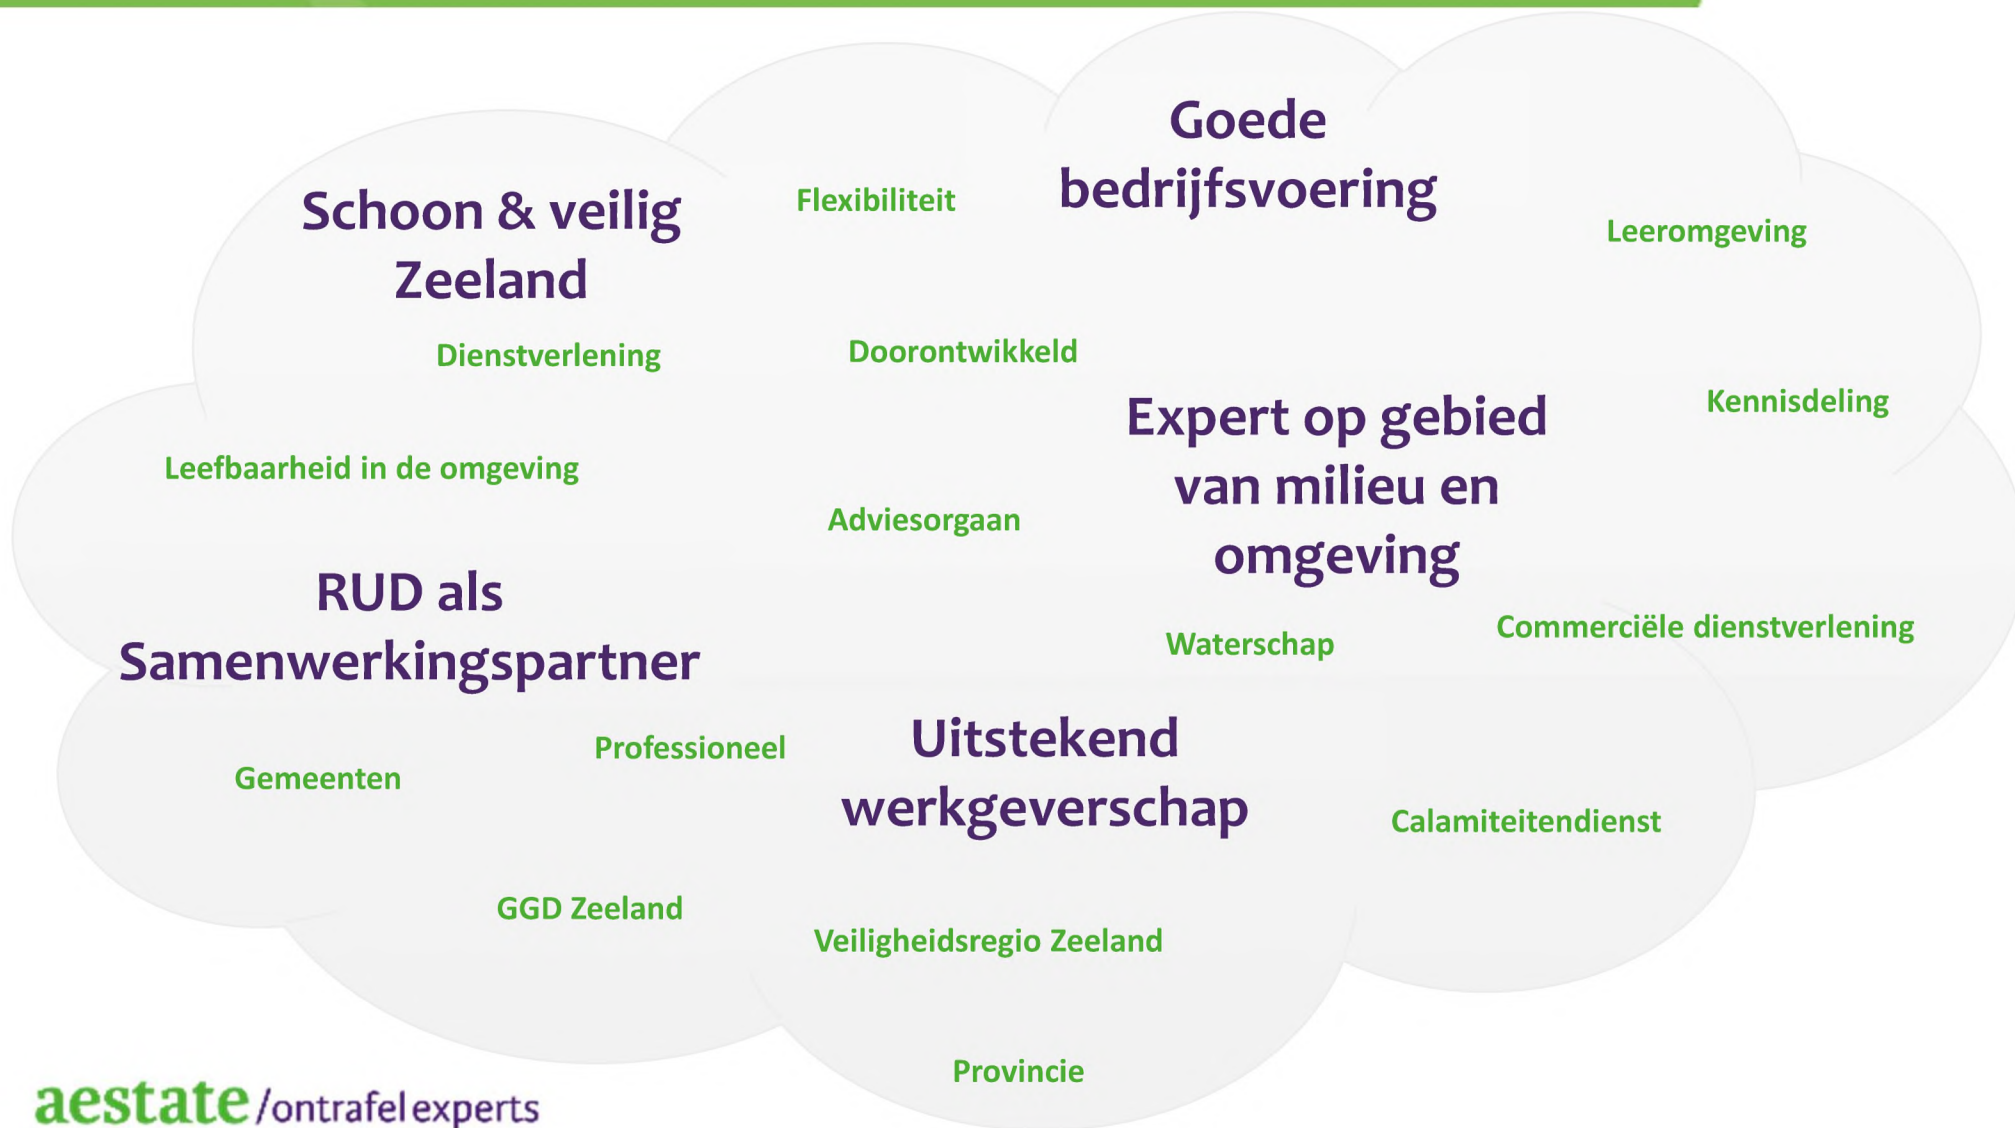 Goede
bedrijfsvoering
Schoon & veilig
Zeeland
Flexibiliteit
Leeromgeving
Dienstverlening
Doorontwikkeld
Expert op gebied
van milieu en
omgeving
Kennisdeling
Leefbaarheid in de omgeving
Adviesorgaan
RUD als
Samenwerkingspartner
Waterschap
Commerciële dienstverlening
Professioneel
Gemeenten
Uitstekend
werkgeverschap
Calamiteitendienst
GGD Zeeland
Veiligheidsregio Zeeland
Provincie
aestate /ontrafelexperts